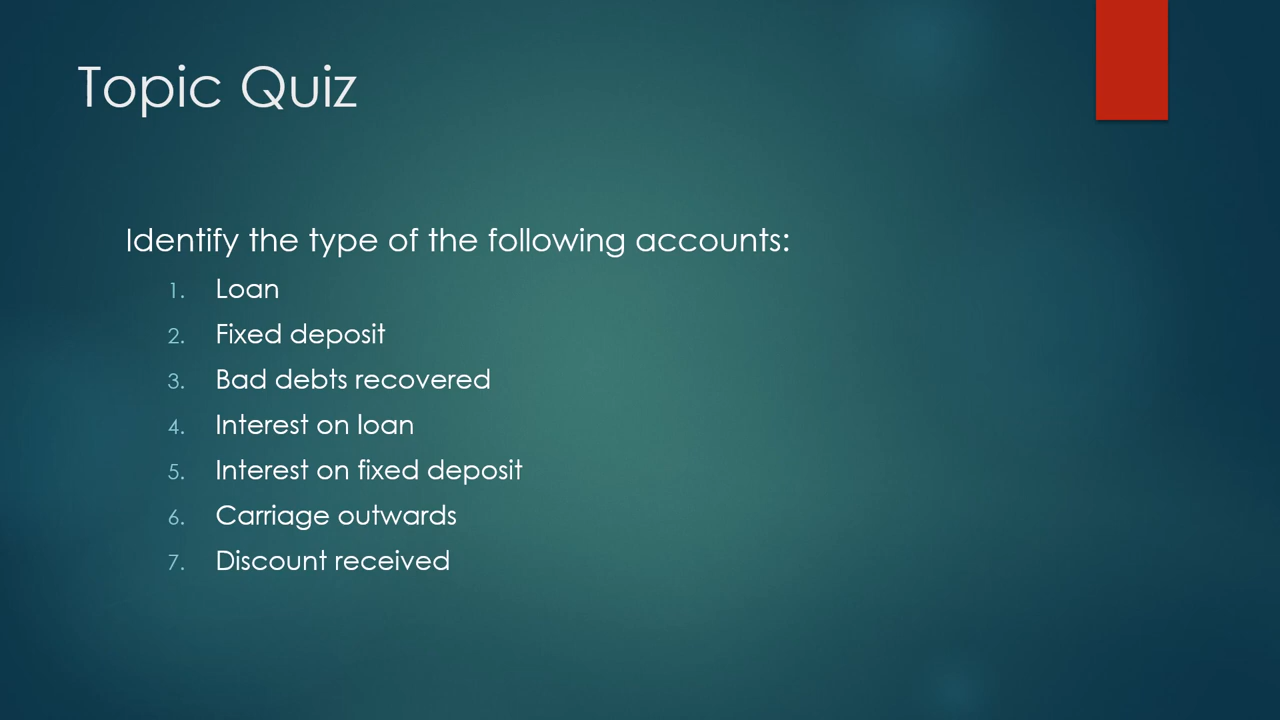 Topic Quiz
Identify the type of the following accounts:
1. Loan
2. Fixed deposit
3. Bad debts recovered
4. Interest on loan
5. Interest on fixed deposit
6. Carriage outwards
7. Discount received